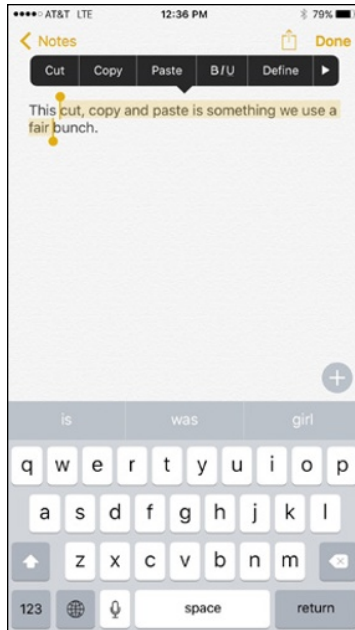 AT&T LTE 12:36 PM 79%
Notes Done
Cut Copy Paste B I U Define
This cut, copy and paste is something we use a
fair bunch.
is was girl
q w e r t y u i o p
a s d f g h j k l
z x c v b n m
123 space return